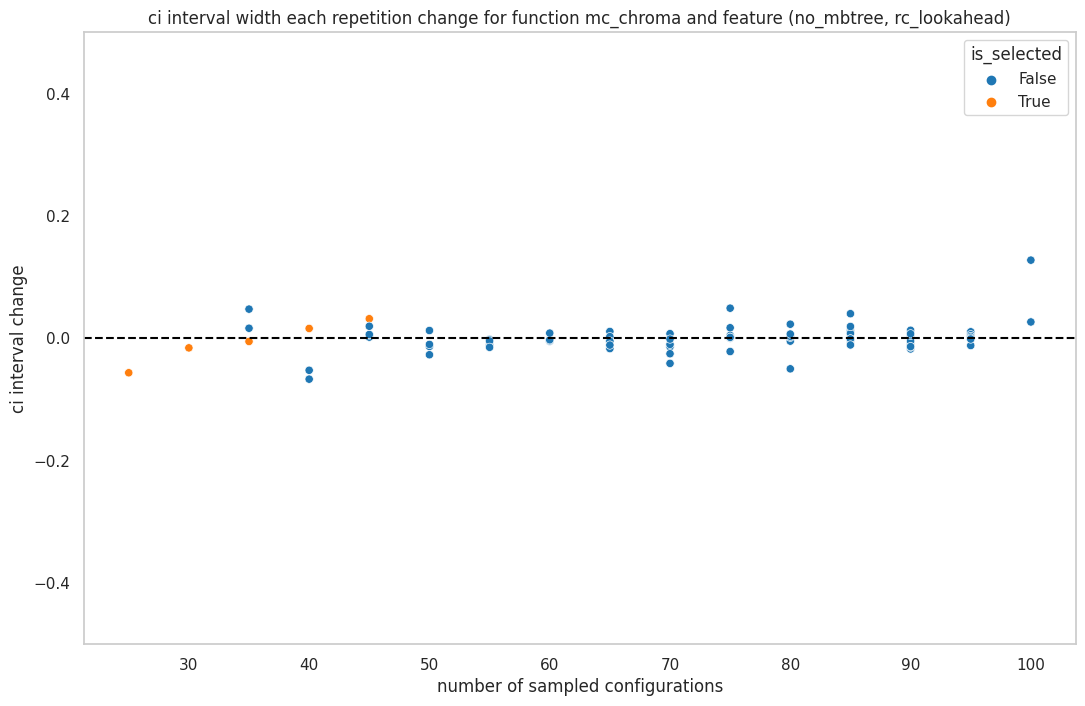 ci interval width each repetition change for function mc_chroma and feature (no_mbtree, rc_lookahead)
is_selected
False
True
ci interval change
0.4
0.2
0.0
−0.2
−0.4
30 40 50 60 70 80 90 100
number of sampled configurations